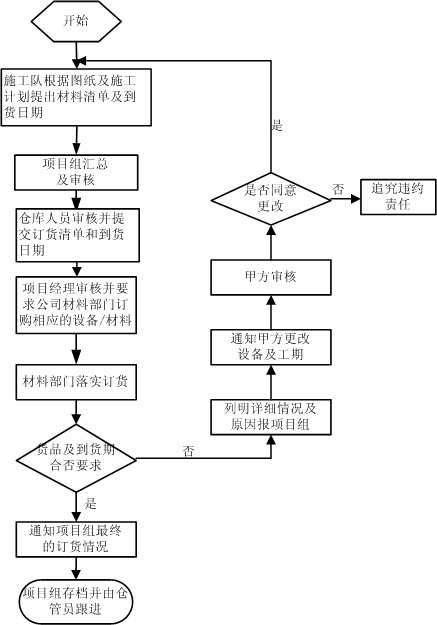 开始
施工队根据图纸及施工
计划提出材料清单及到
货日期
项目组汇总
及审核
仓库人员审核并提
交订货清单和到货
日期
项目经理审核并要
求公司材料部门订
购相应的设备/材料
材料部门落实订货
货品及到货期
合否要求
否
是
通知项目组最终
的订货情况
项目组存档并由仓
管员跟进
列明详细情况及
原因报项目组
通知甲方更改
设备及工期
甲方审核
是否同意
更改
是
否
追究违约
责任